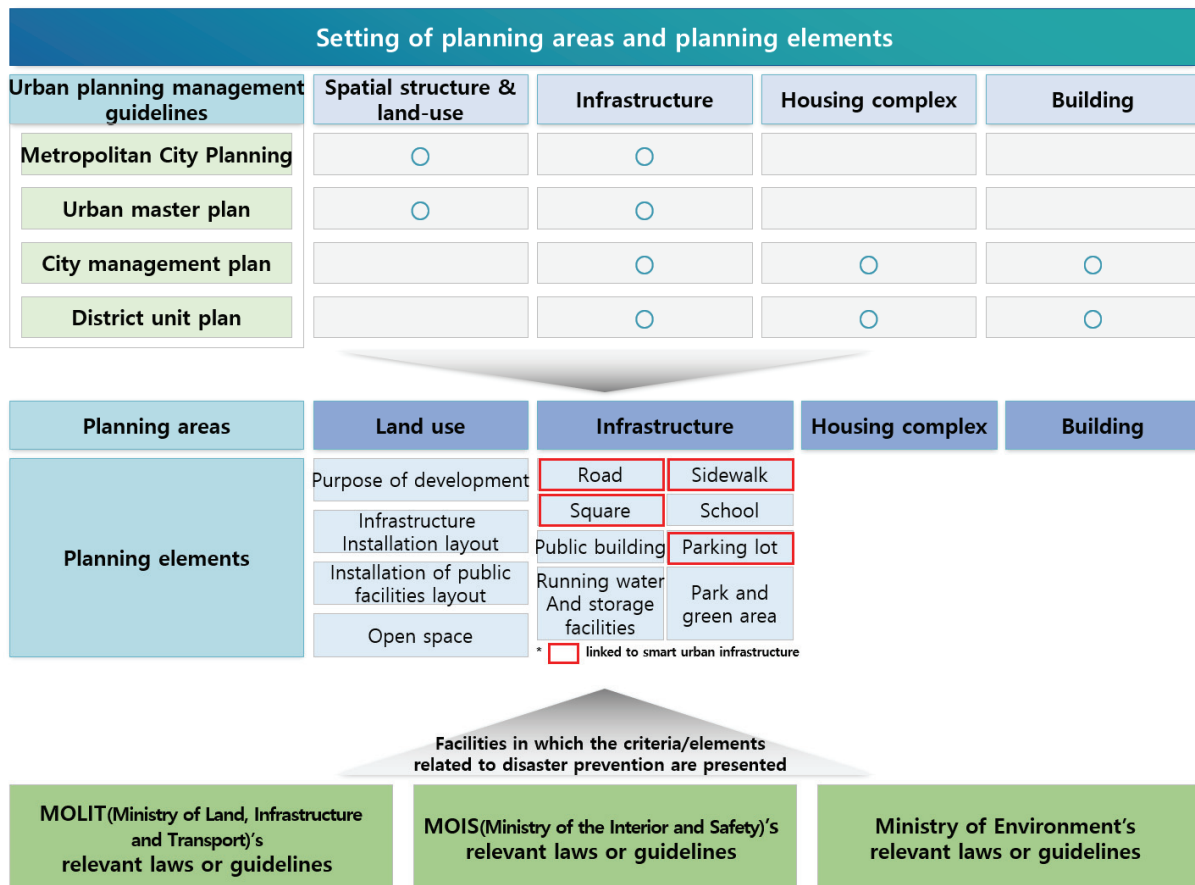 Setting of planning areas and planning elements
Urban planning management
guidelines
Spatial structure &
land-use
Infrastructure
Housing complex
Building
Metropolitan City Planning
○ ○
Urban master plan
○ ○
City management plan
○ ○ ○
District unit plan
○ ○ ○
Planning areas
Land use
Infrastructure
Housing complex
Building
Planning elements
Purpose of development
Infrastructure
Installation layout
Installation of public
facilities layout
Open space
Road
Sidewalk
Square
School
Public building
Parking lot
Running water
And storage
facilities
Park and
green area
* linked to smart urban infrastructure
Facilities in which the criteria/elements
related to disaster prevention are presented
MOLIT(Ministry of Land, Infrastructure
and Transport)'s
relevant laws or guidelines
MOIS(Ministry of the Interior and Safety)'s
relevant laws or guidelines
Ministry of Environment's
relevant laws or guidelines